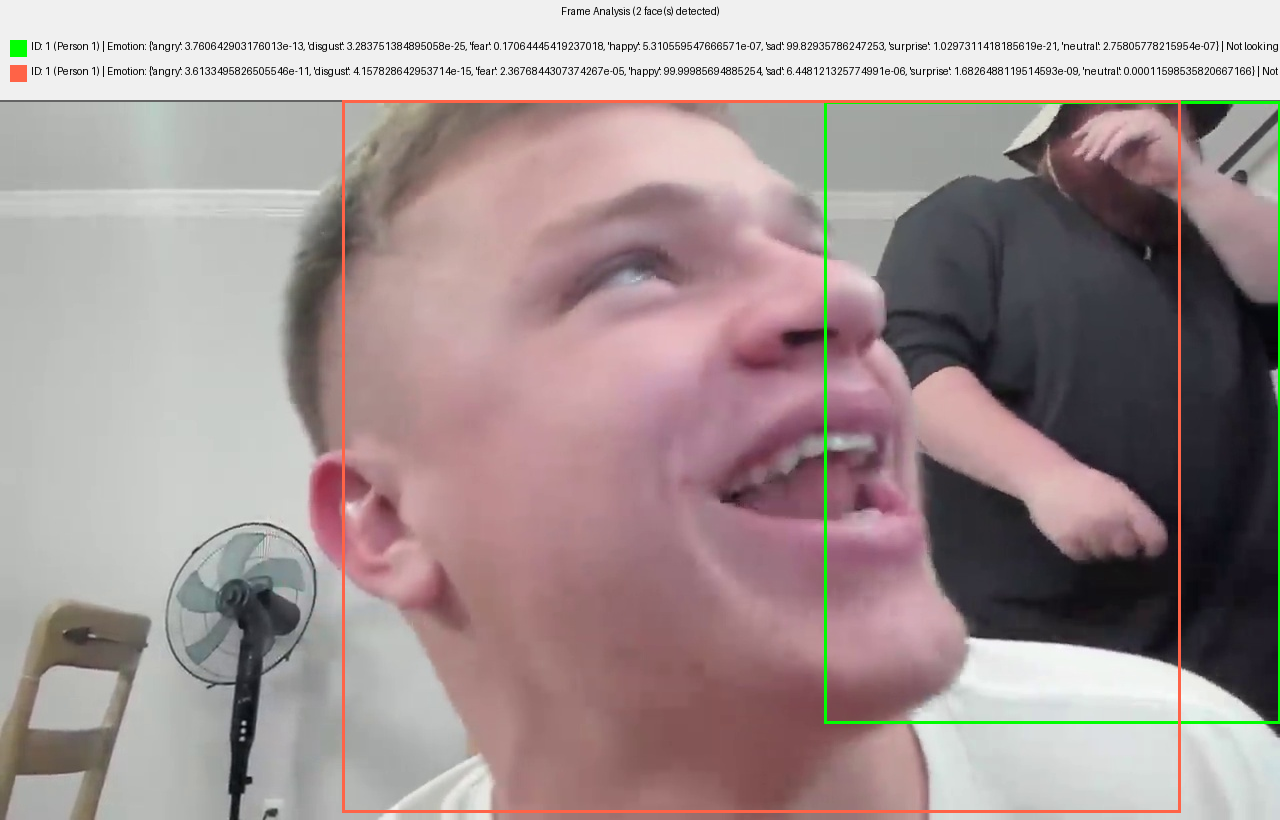 Frame Analysis (2 face(s) detected)
ID: 1 (Person 1) | Emotion: {'angry': 3.760642903176013e-13, 'disgust': 3.283751384895058e-25, 'fear': 0.17064445419237018, 'happy': 5.310559547666571e-07, 'sad': 99.82935786247253, 'surprise': 1.0297311418185619e-21, 'neutral': 2.75805778215954e-07} | Not looking
ID: 1 (Person 1) | Emotion: {'angry': 3.6133495826505546e-11, 'disgust': 4.157828642953714e-15, 'fear': 2.3676844307374267e-05, 'happy': 99.99985694885254, 'sad': 6.448121325774991e-06, 'surprise': 1.6826488119514593e-09, 'neutral': 0.00011598535820667166} | Not